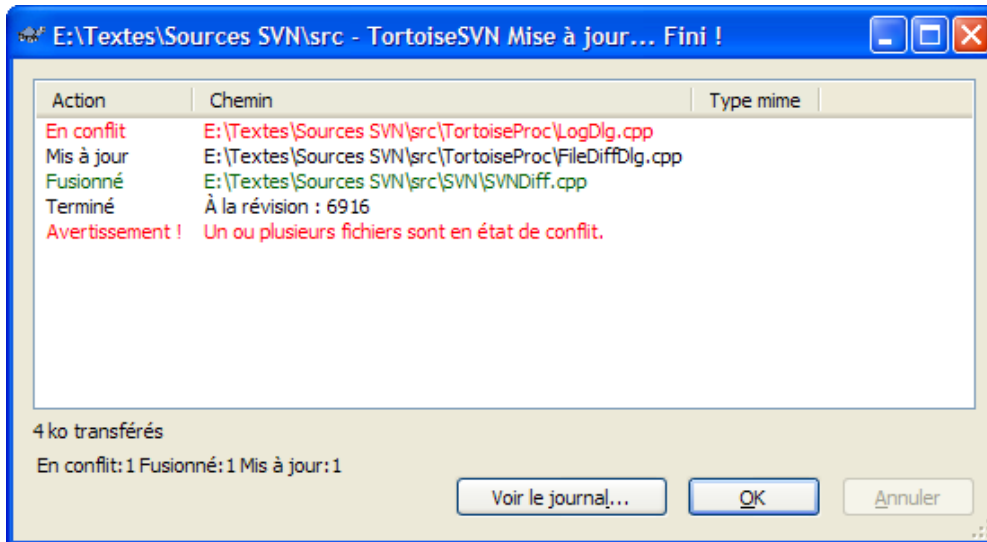 E:\Textes\Sources SVN\src - TortoiseSVN Mise à jour... Fini !
Action Chemin Type mime
En conflit E:\Textes\Sources SVN\src\TortoiseProc\LogDlg.cpp
Mis à jour E:\Textes\Sources SVN\src\TortoiseProc\FileDiffDlg.cpp
Fusionné E:\Textes\Sources SVN\src\SVN\SVNDiff.cpp
Terminé À la révision : 6916
Avertissement ! Un ou plusieurs fichiers sont en état de conflit.
4 ko transférés
En conflit:1 Fusionné:1 Mis à jour:1
Voir le journal... OK Annuler